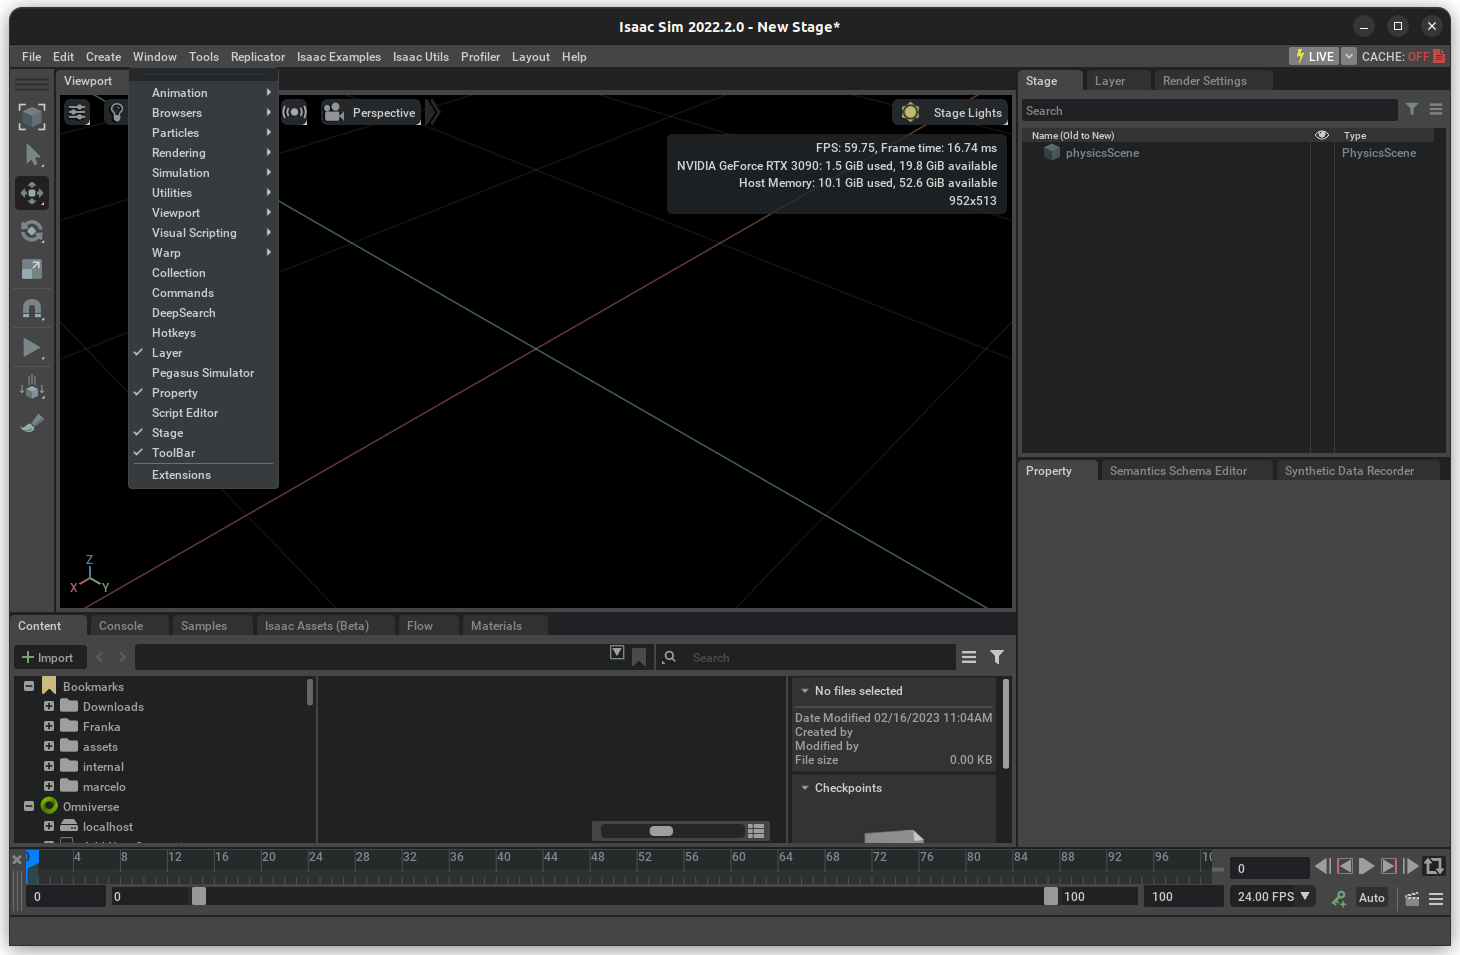 Isaac Sim 2022.2.0 - New Stage*
File Edit Create Window Tools Replicator Isaac Examples Isaac Utils Profiler Layout Help
LIVE CACHE: OFF
Viewport
Animation
Browsers
Particles
Rendering
Simulation
Utilities
Viewport
Visual Scripting
Warp
Collection
Commands
DeepSearch
Hotkeys
Layer
Pegasus Simulator
Property
Script Editor
Stage
ToolBar
Extensions
Perspective
Stage Lights
FPS: 59.75, Frame time: 16.74 ms
NVIDIA GeForce RTX 3090: 1.5 GiB used, 19.8 GiB available
Host Memory: 10.1 GiB used, 52.6 GiB available
952x513
Z
X
Y
Stage Layer Render Settings
Search
Name (Old to New) Type
physicsScene PhysicsScene
Property Semantics Schema Editor Synthetic Data Recorder
Content Console Samples Isaac Assets (Beta) Flow Materials
Import Search
Bookmarks
Downloads
Franka
assets
internal
marcelo
Omniverse
localhost
No files selected
Date Modified 02/16/2023 11:04AM
Created by
Modified by
File size 0.00 KB
Checkpoints
4 8 12 16 20 24 28 32 36 40 44 48 52 56 60 64 68 72 76 80 84 88 92 96
0
0 0 100 100 24.00 FPS Auto